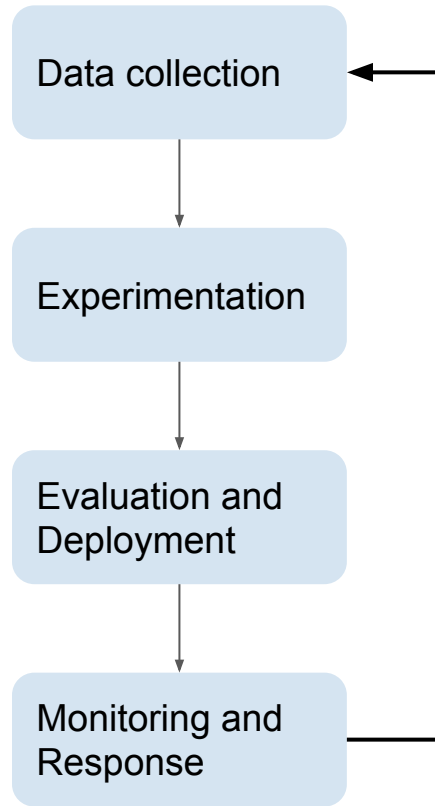 Data collection
Experimentation
Evaluation and
Deployment
Monitoring and
Response